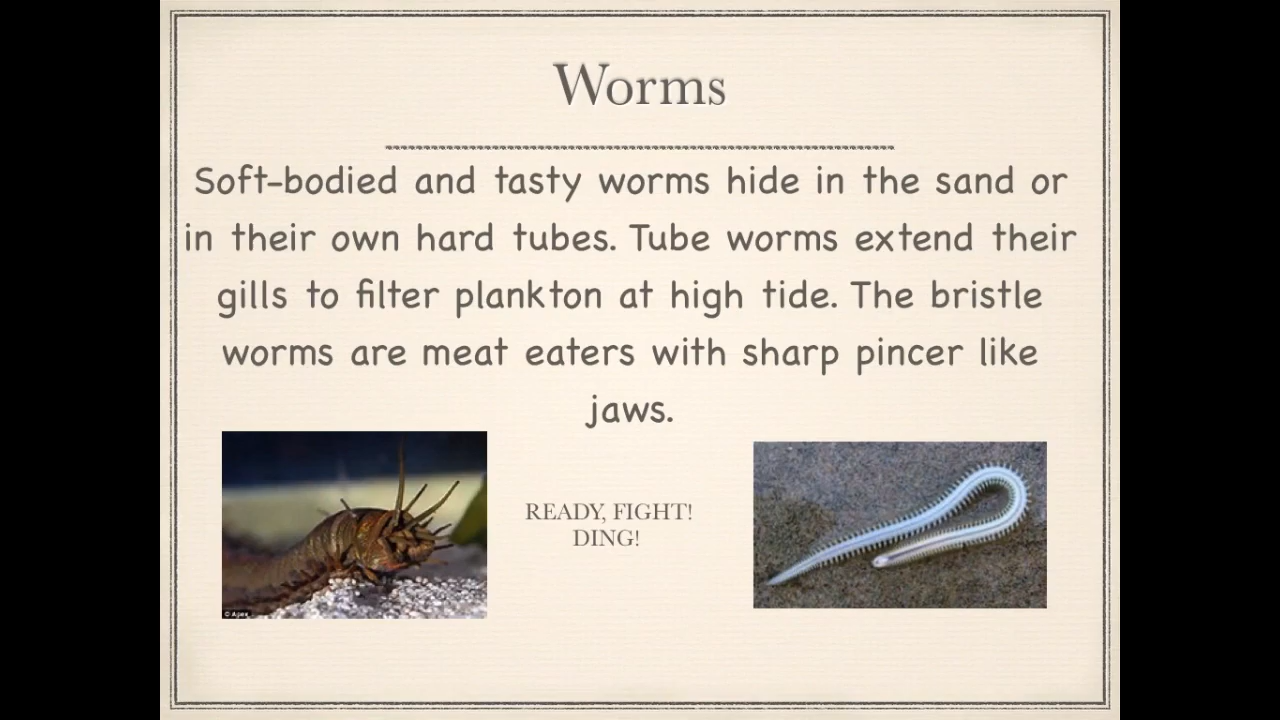 Worms
Soft-bodied and tasty worms hide in the sand or
in their own hard tubes. Tube worms extend their
gills to filter plankton at high tide. The bristle
worms are meat eaters with sharp pincer like
jaws.
READY, FIGHT!
DING!